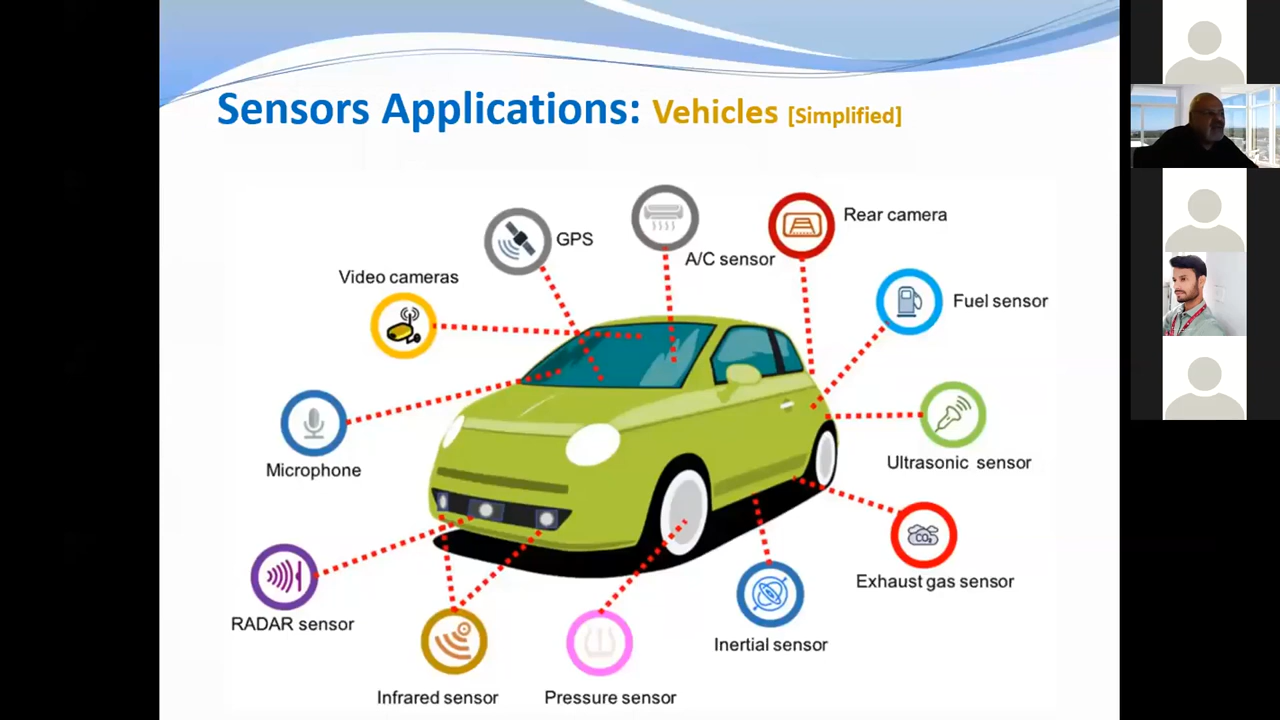 Sensors Applications: Vehicles [Simplified]
Rear camera
GPS
A/C sensor
Video cameras
Fuel sensor
Microphone
Ultrasonic sensor
CO₂
Exhaust gas sensor
RADAR sensor
Inertial sensor
Infrared sensor
Pressure sensor